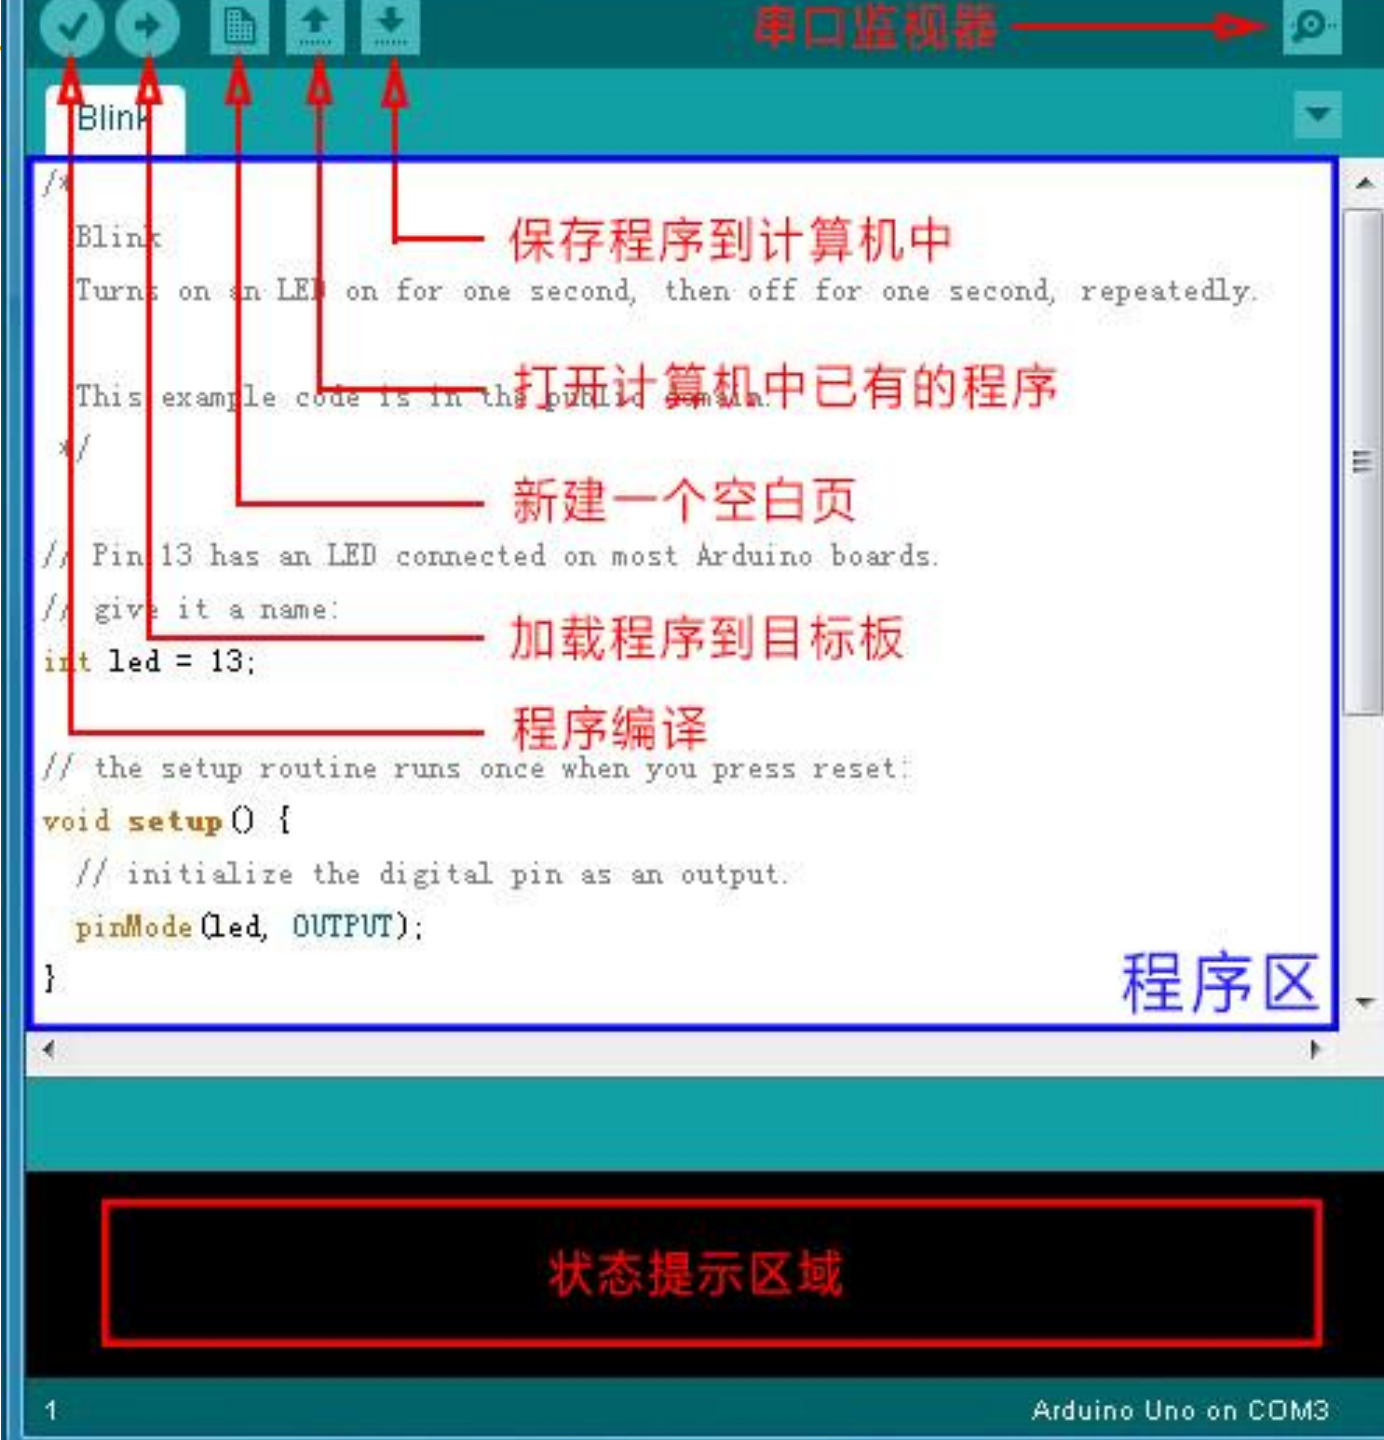 串口监视器
Blink
/*
保存程序到计算机中
Blink
Turns on an LED on for one second, then off for one second, repeatedly.
打开计算机中已有的程序
This example code is in the public domain.
*/
新建一个空白页
// Pin 13 has an LED connected on most Arduino boards.
// give it a name:
加载程序到目标板
int led = 13;
程序编译
// the setup routine runs once when you press reset:
void setup() {
// initialize the digital pin as an output.
pinMode(led, OUTPUT);
}
程序区
状态提示区域
1
Arduino Uno on COM3